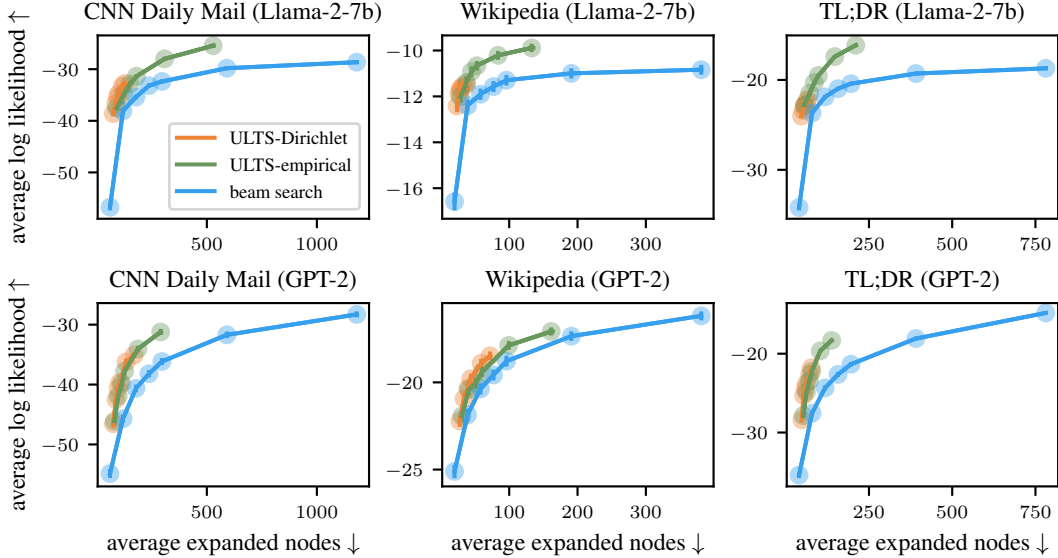 CNN Daily Mail (Llama-2-7b)
Wikipedia (Llama-2-7b)
TL;DR (Llama-2-7b)
average log likelihood ↑
−30
−40
−50
500
1000
ULTS-Dirichlet
ULTS-empirical
beam search
−10
−12
−14
−16
100
200
300
−20
−30
250
500
750
CNN Daily Mail (GPT-2)
Wikipedia (GPT-2)
TL;DR (GPT-2)
average log likelihood ↑
−30
−40
−50
500
1000
average expanded nodes ↓
−20
−25
100
200
300
average expanded nodes ↓
−20
−30
250
500
750
average expanded nodes ↓